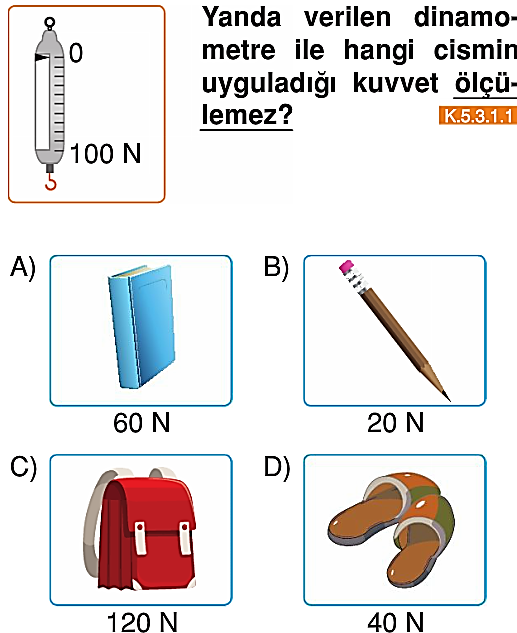 0
100 N
Yanda verilen dinamo-
metre ile hangi cismin
uyguladığı kuvvet ölçü-
lemez?
K.5.3.1.1
A)
60 N
B)
20 N
C)
120 N
D)
40 N